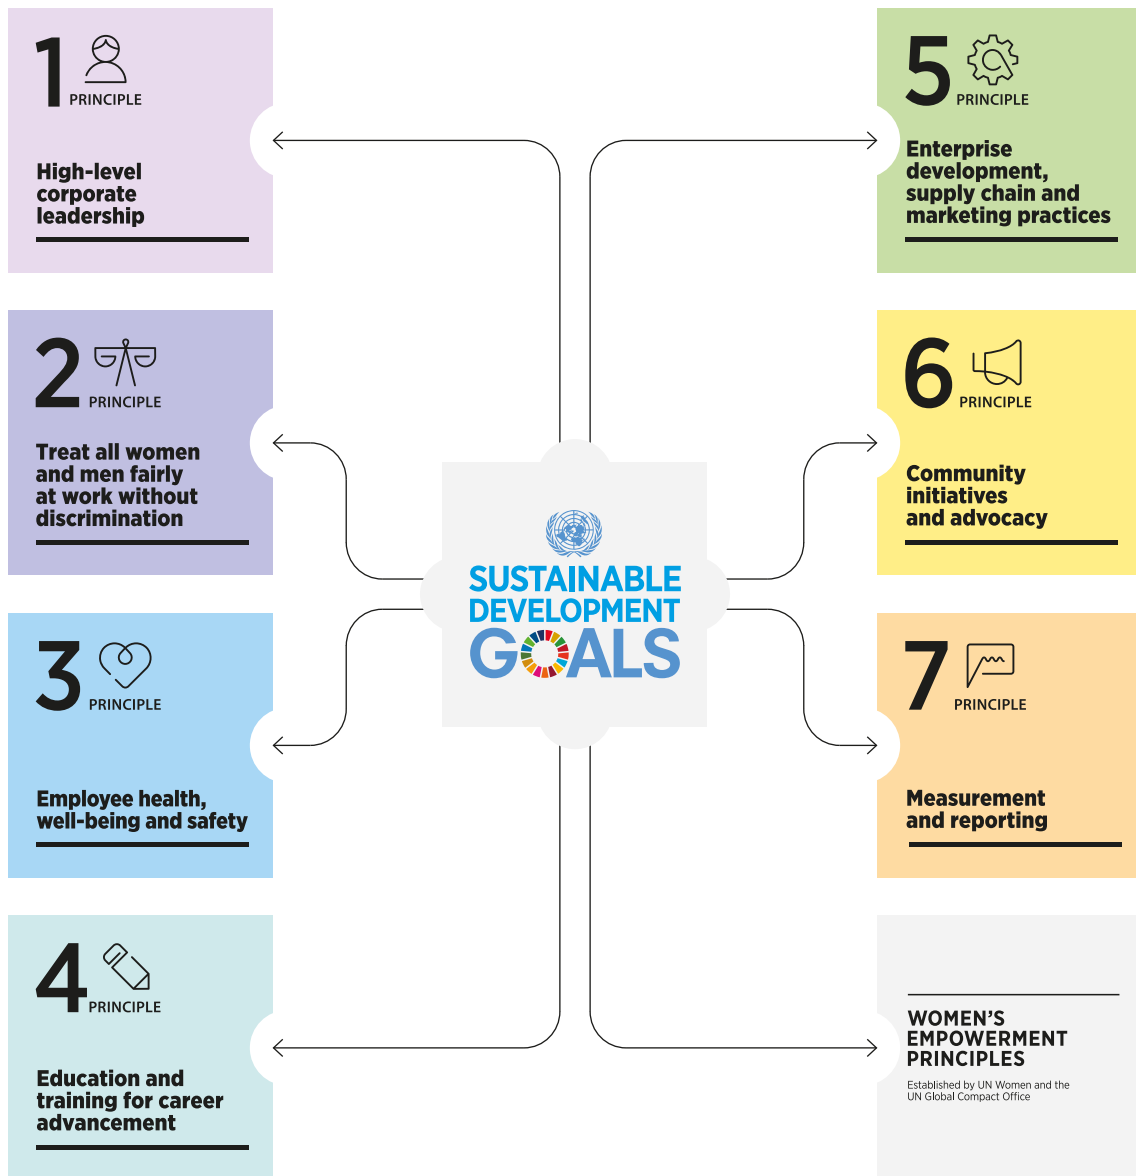 1
PRINCIPLE
High-level
corporate
leadership
2
PRINCIPLE
Treat all women
and men fairly
at work without
discrimination
3
PRINCIPLE
Employee health,
well-being and safety
4
PRINCIPLE
Education and
training for career
advancement
SUSTAINABLE
DEVELOPMENT
GOALS
5
PRINCIPLE
Enterprise
development,
supply chain and
marketing practices
6
PRINCIPLE
Community
initiatives
and advocacy
7
PRINCIPLE
Measurement
and reporting
WOMEN'S
EMPOWERMENT
PRINCIPLES
Established by UN Women and the
UN Global Compact Office